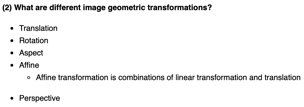 (2) What are different image geometric transformations?
• Translation
• Rotation
• Aspect
• Affine
○ Affine transformation is combinations of linear transformation and translation
• Perspective